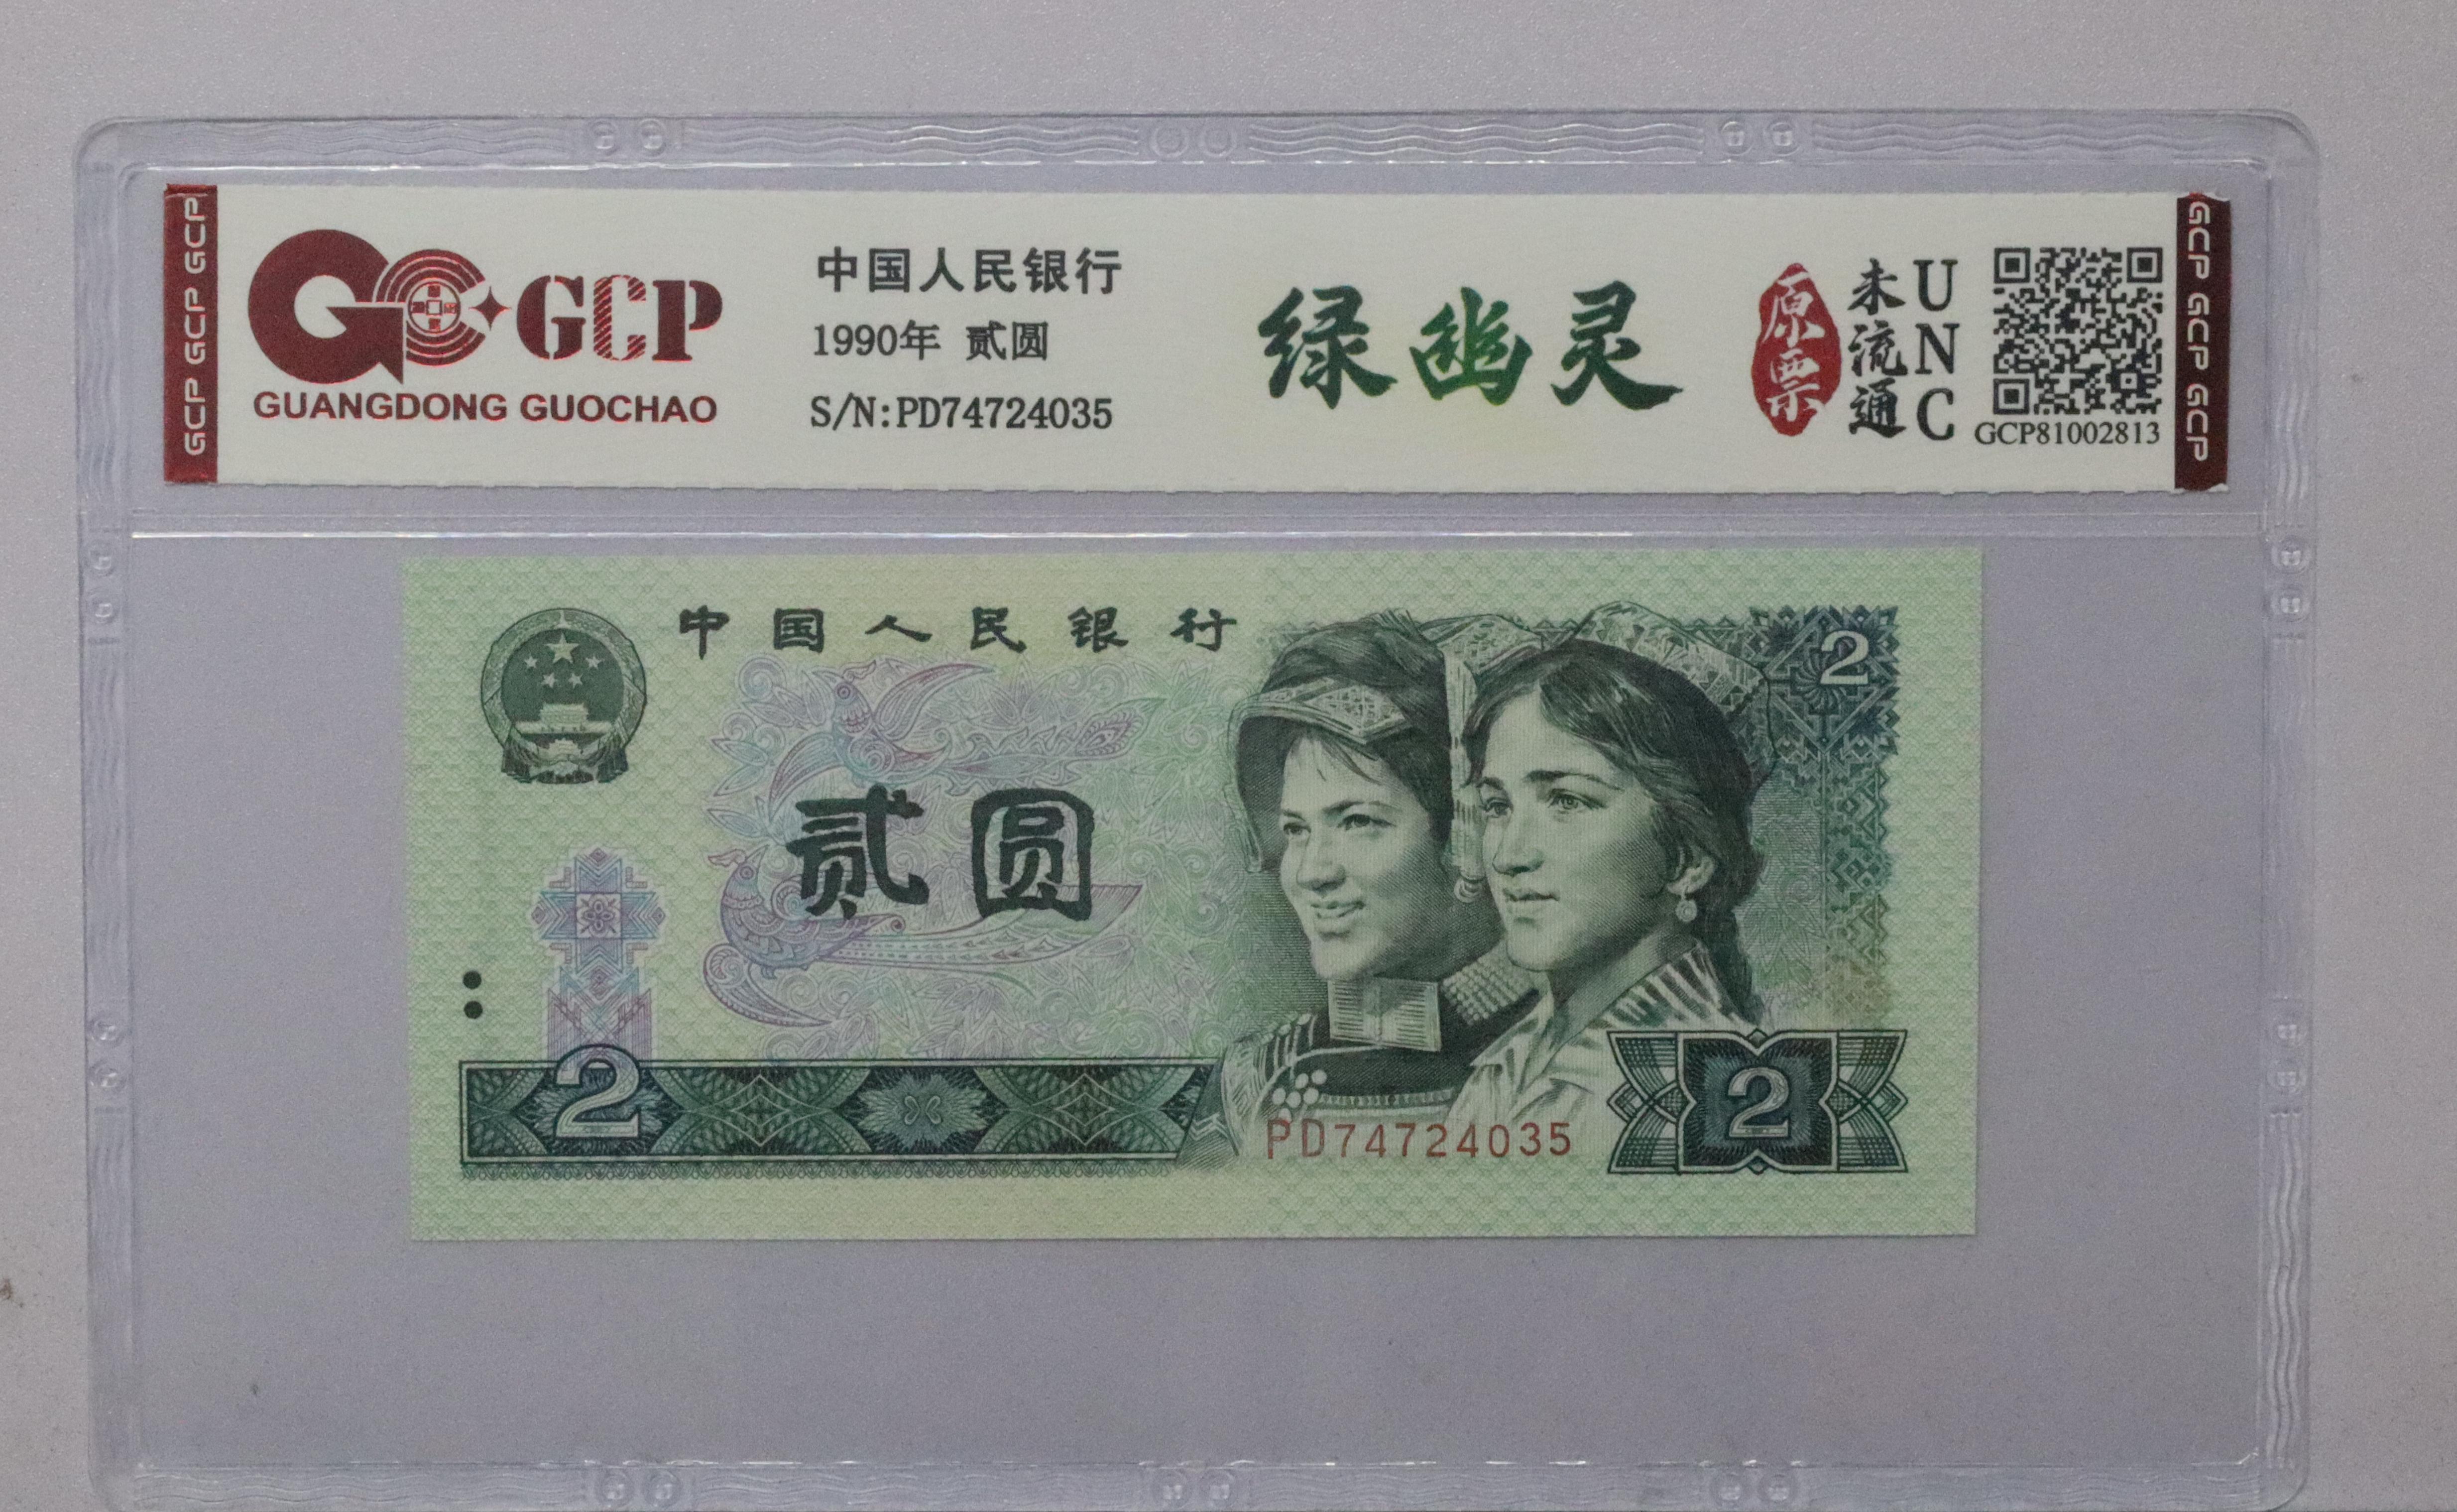 GCP GCP GCP
GCP
GUANGDONG GUOCHAO
中国人民银行
1990年 贰圆
S/N:PD74724035
绿幽灵
原票
未流通
UNC
GCP81002813
GCP GCP GCP
中国人民银行
2
贰圆
2
PD74724035
2